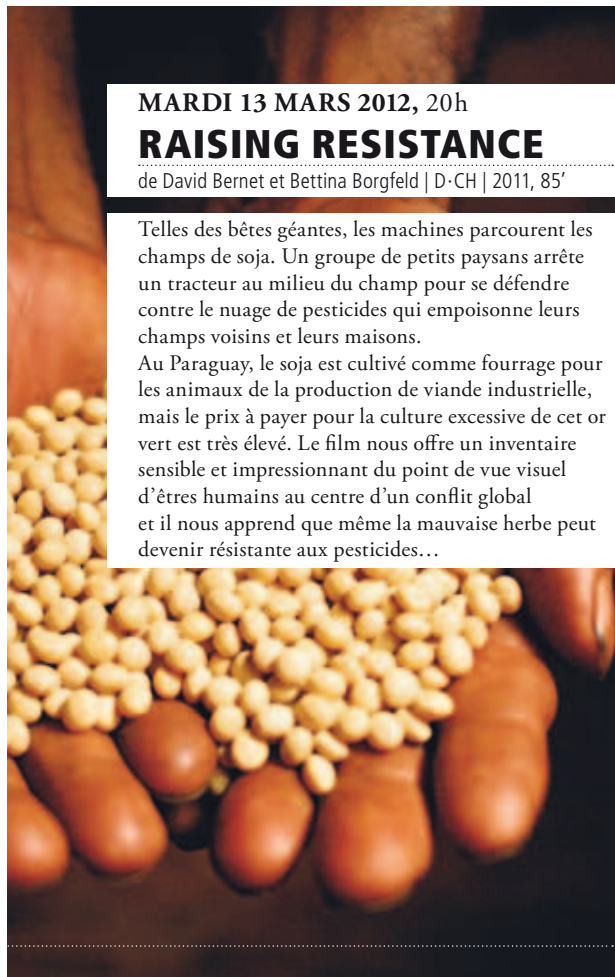 MARDI 13 MARS 2012, 20h
RAISING RESISTANCE
de David Bernet et Bettina Borgfeld | D·CH | 2011, 85’
Telles des bêtes géantes, les machines parcourent les
champs de soja. Un groupe de petits paysans arrête
un tracteur au milieu du champ pour se défendre
contre le nuage de pesticides qui empoisonne leurs
champs voisins et leurs maisons.
Au Paraguay, le soja est cultivé comme fourrage pour
les animaux de la production de viande industrielle,
mais le prix à payer pour la culture excessive de cet or
vert est très élevé. Le film nous offre un inventaire
sensible et impressionnant du point de vue visuel
d’êtres humains au centre d’un conflit global
et il nous apprend que même la mauvaise herbe peut
devenir résistante aux pesticides…